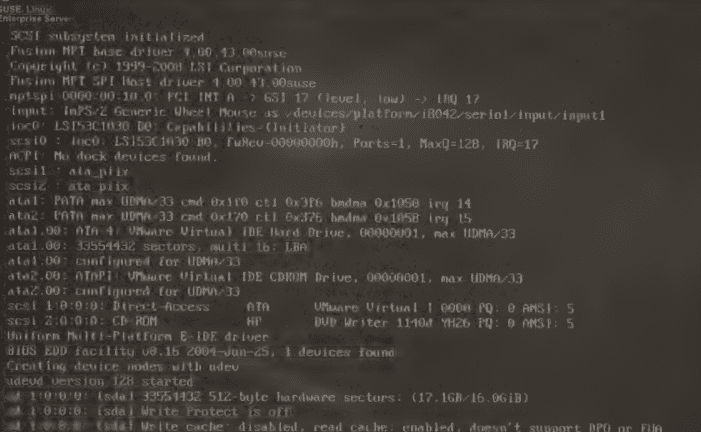 SUSE Linux
Enterprise Server
SCSI subsystem initialized
Fusion MPT base driver 4.00.43.00suse
Copyright (c) 1999-2008 LSI Corporation
Fusion MPT SPI Host driver 4.00.43.00suse
mptspi 0000:00:10.0: PCI INT A -> GSI 17 (level, low) -> IRQ 17
input: ImPS/2 Generic Wheel Mouse as /devices/platform/i8042/serio1/input/input1
ioc0: LSI53C1030 B0: Capabilities={Initiator}
scsi0 : ioc0: LSI53C1030 B0, FwRev=00000000h, Ports=1, MaxQ=128, IRQ=17
ACPI: No dock devices found.
scsi1 : ata_piix
scsi2 : ata_piix
ata1: PATA max UDMA/33 cmd 0x1f0 ctl 0x3f6 bmdma 0x1050 irq 14
ata2: PATA max UDMA/33 cmd 0x170 ctl 0x376 bmdma 0x1058 irq 15
ata1.00: ATA-4: VMware Virtual IDE Hard Drive, 00000001, max UDMA/33
ata1.00: 33554432 sectors, multi 16: LBA
ata1.00: configured for UDMA/33
ata2.00: ATAPI: VMware Virtual IDE CDROM Drive, 00000001, max UDMA/33
ata2.00: configured for UDMA/33
scsi 1:0:0:0: Direct-Access ATA VMware Virtual I 0000 PQ: 0 ANSI: 5
scsi 2:0:0:0: CD-ROM HP DVD Writer 1140d YH26 PQ: 0 ANSI: 5
Uniform Multi-Platform E-IDE driver
BIOS EDD facility v0.16 2004-Jun-25, 1 devices found
Creating device nodes with udev
udevd version 128 started
sd 1:0:0:0: [sda] 33554432 512-byte hardware sectors: (17.1GB/16.0GiB)
sd 1:0:0:0: [sda] Write Protect is off
sd 1:0:0:0: [sda] Write cache: disabled, read cache: enabled, doesn't support DPO or FUA